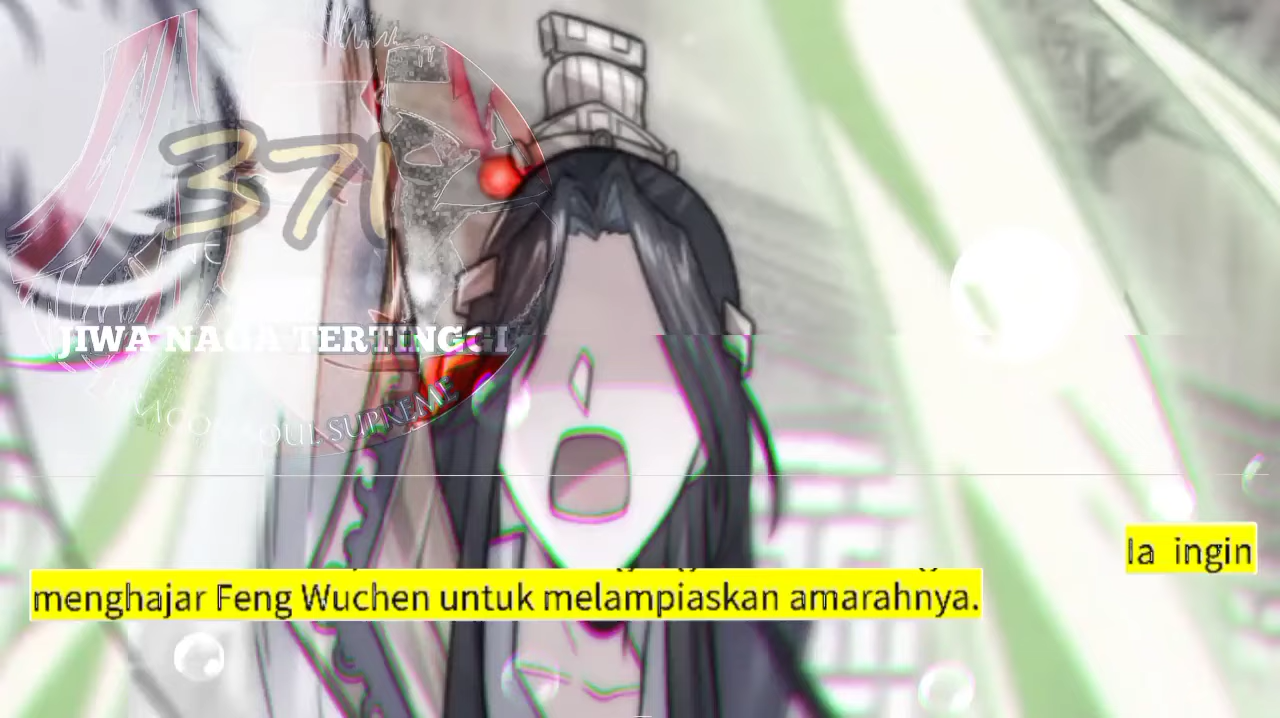 371
JIWA NAGA TERTINGGI
SOUL SUPREME
Ia ingin
menghajar Feng Wuchen untuk melampiaskan amarahnya.